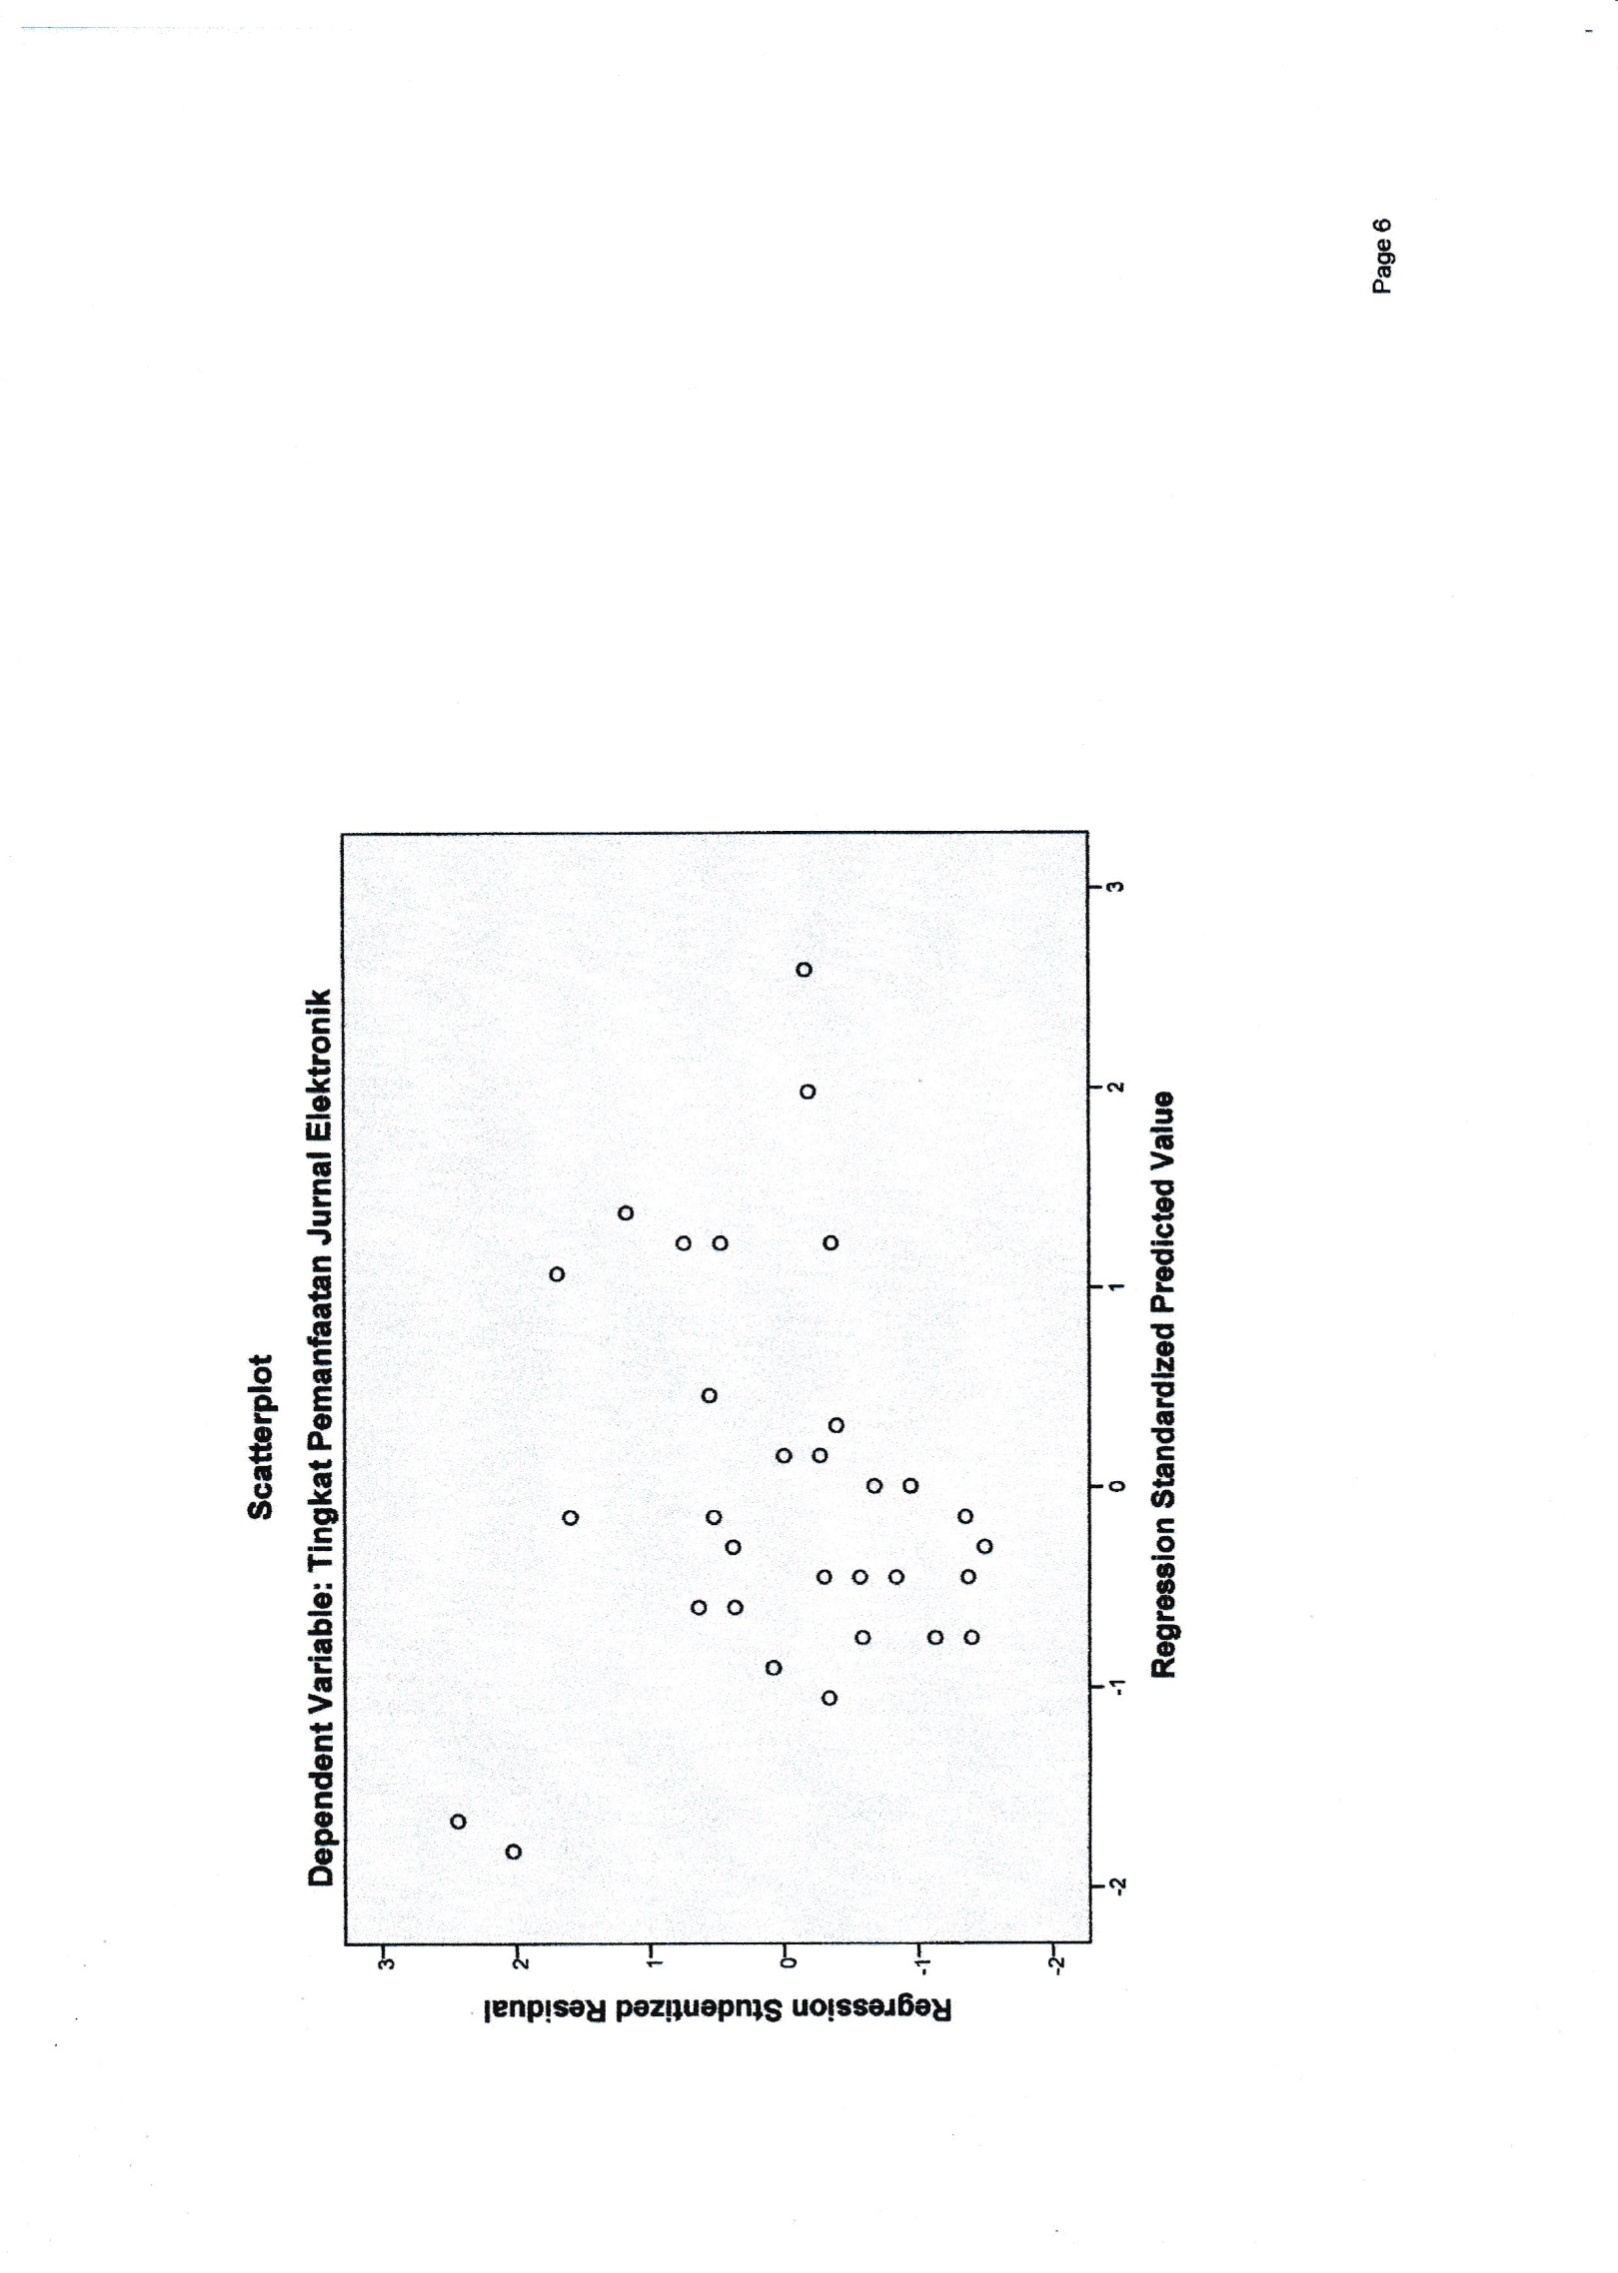 Scatterplot
Dependent Variable: Tingkat Pemanfaatan Jurnal Elektronik
Regression Studentized Residual
3
2
1
0
-1
-2
-2
-1
0
1
2
3
Regression Standardized Predicted Value
Page 6